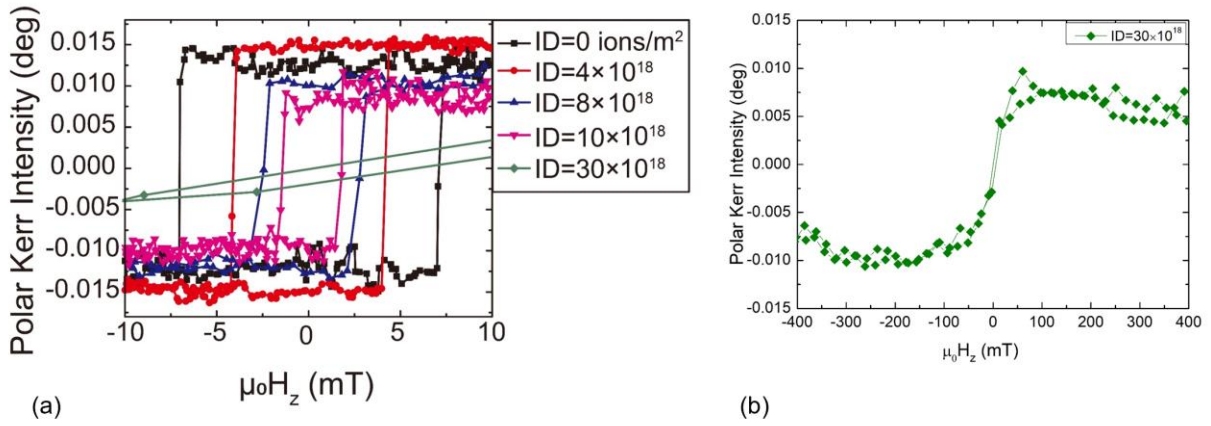 Polar Kerr Intensity (deg)
0.015
0.010
0.005
0.000
-0.005
-0.010
-0.015
-10
-5
0
5
10
μ₀H_z (mT)
ID=0 ions/m²
ID=4×10¹⁸
ID=8×10¹⁸
ID=10×10¹⁸
ID=30×10¹⁸
(a)
Polar Kerr Intensity (deg)
0.015
0.010
0.005
0.000
-0.005
-0.010
-0.015
-400
-300
-200
-100
0
100
200
300
400
μ₀H_z (mT)
ID=30×10¹⁸
(b)